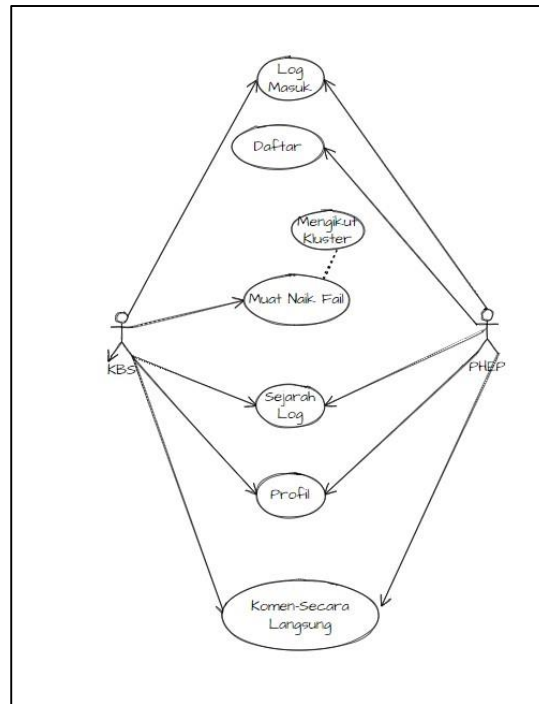 Log
Masuk
Daftar
Mengikut
Kluster
Muat Naik Fail
KBS
PHEP
Sejarah
Log
Profil
Komen-Secara
Langsung